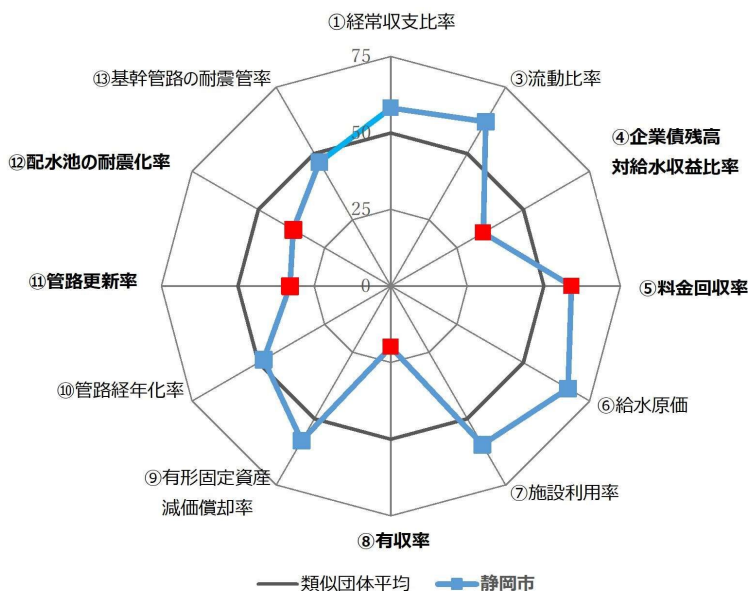 ①経常収支比率
75
⑬基幹管路の耐震管率
③流動比率
50
④企業債残高
対給水収益比率
⑫配水池の耐震化率
25
⑪管路更新率
0
⑤料金回収率
⑩管路経年化率
⑥給水原価
⑨有形固定資産
減価償却率
⑦施設利用率
⑧有収率
類似団体平均
静岡市